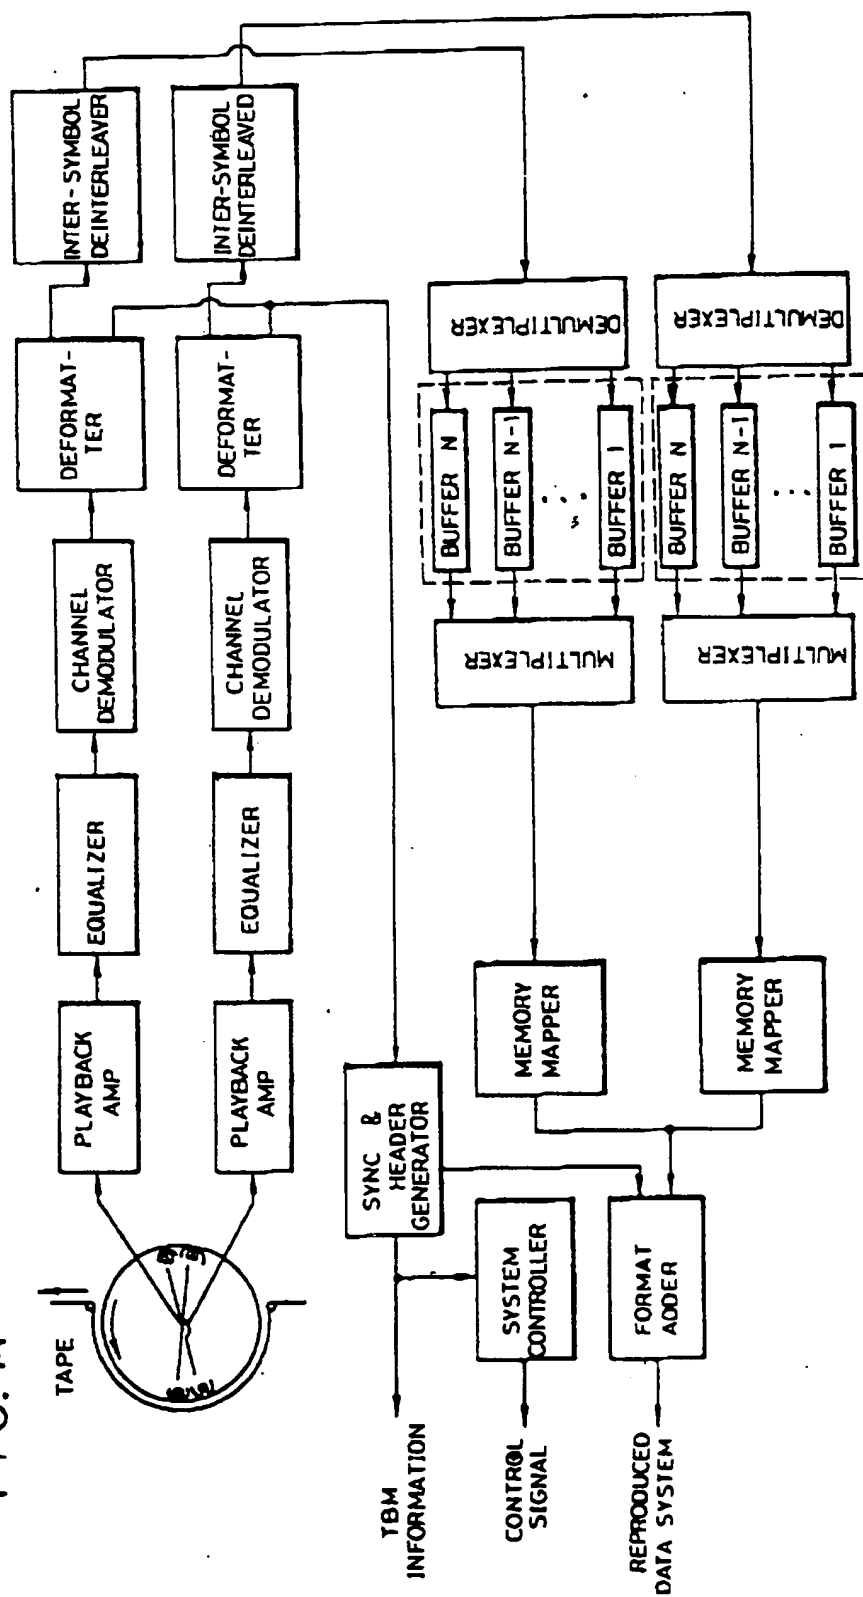 TAPE
PLAYBACK
AMP
EQUALIZER
CHANNEL
DEMODULATOR
DEFORMAT-
TER
INTER-SYMBOL
DEINTERLEAVER
PLAYBACK
AMP
EQUALIZER
CHANNEL
DEMODULATOR
DEFORMAT-
TER
INTER-SYMBOL
DEINTERLEAVED
SYNC &
HEADER
GENERATOR
TBM
INFORMATION
SYSTEM
CONTROLLER
CONTROL
SIGNAL
FORMAT
ADDER
REPRODUCED
DATA SYSTEM
MEMORY
MAPPER
MULTIPLEXER
BUFFER N
BUFFER N-1
...
BUFFER 1
DEMULTIPLEXER
MEMORY
MAPPER
MULTIPLEXER
BUFFER N
BUFFER N-1
...
BUFFER 1
DEMULTIPLEXER